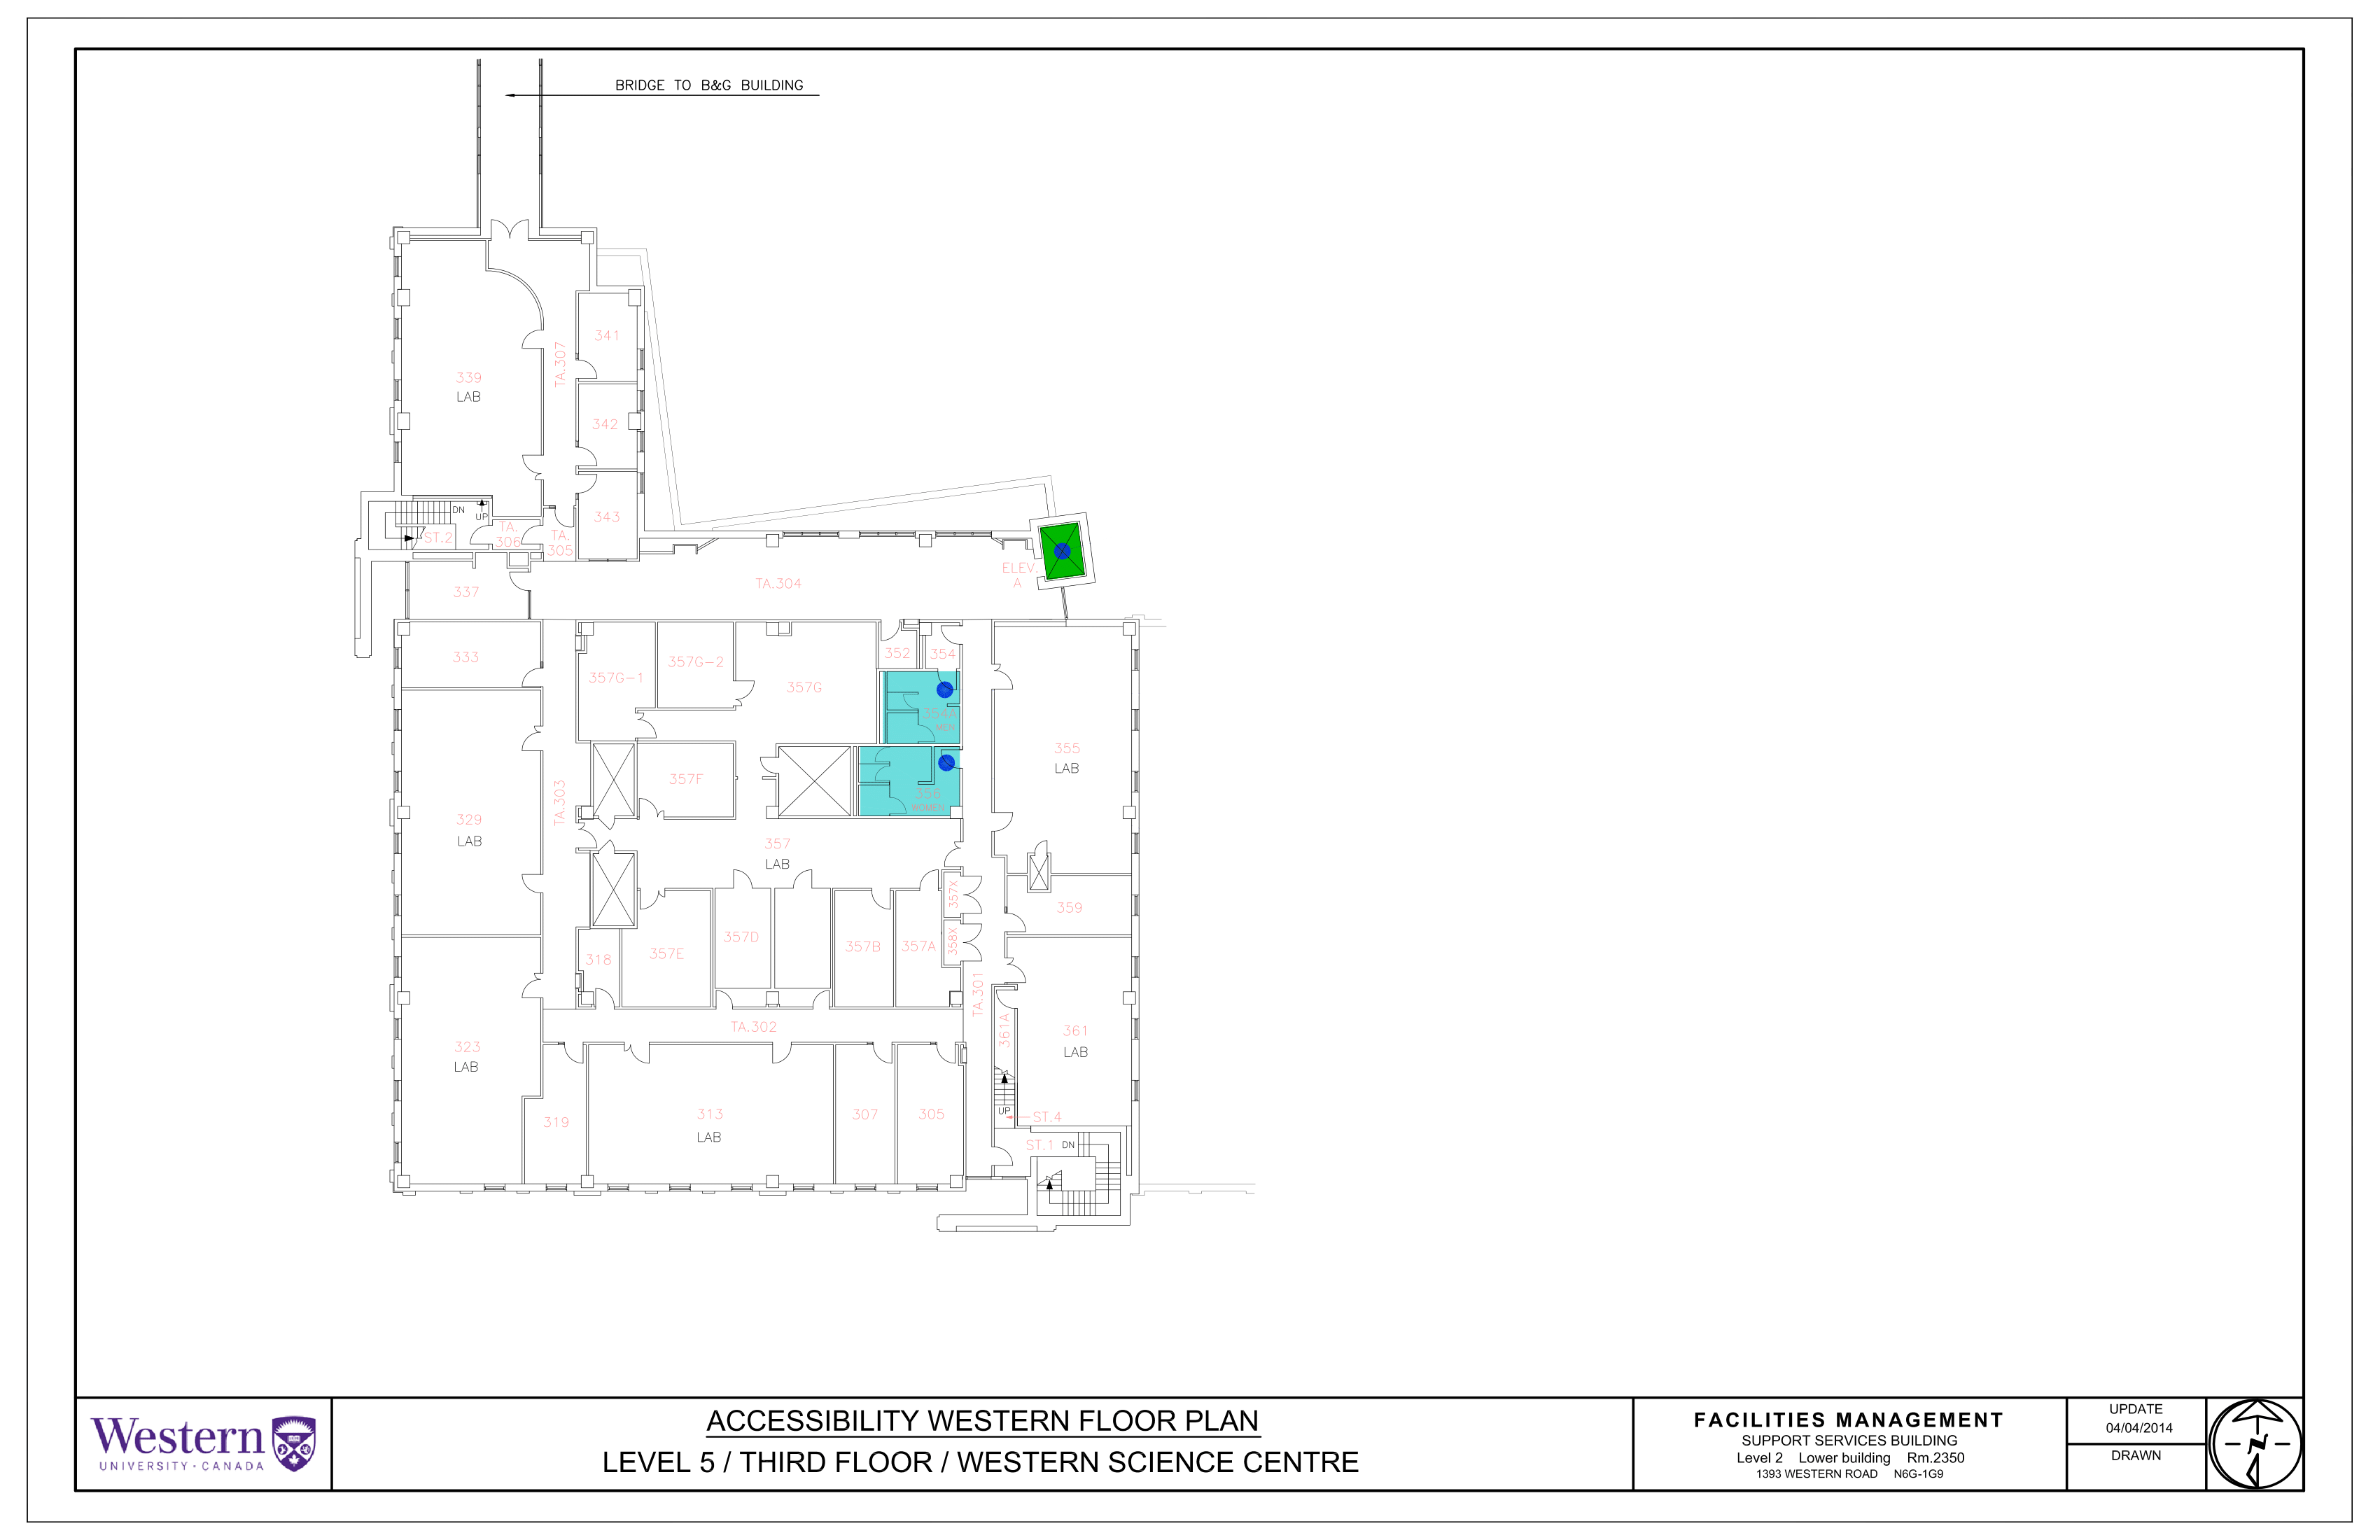 BRIDGE TO B&G BUILDING
341
TA.307
339
LAB
342
DN
UP
343
TA.
306
ST.2
TA.
305
ELEV.
A
TA.304
337
333
352
354
357G-2
357G-1
357G
354A
MEN
355
LAB
357F
TA.303
356
WOMEN
329
LAB
357
LAB
357X
359
357D
357B
357A
358X
357E
318
TA.301
TA.302
361A
361
LAB
323
LAB
UP
ST.4
313
307
305
319
LAB
ST.1
DN
Western
UNIVERSITY · CANADA
ACCESSIBILITY WESTERN FLOOR PLAN
LEVEL 5 / THIRD FLOOR / WESTERN SCIENCE CENTRE
FACILITIES MANAGEMENT
SUPPORT SERVICES BUILDING
Level 2 Lower building Rm.2350
1393 WESTERN ROAD N6G-1G9
UPDATE
04/04/2014
DRAWN
N